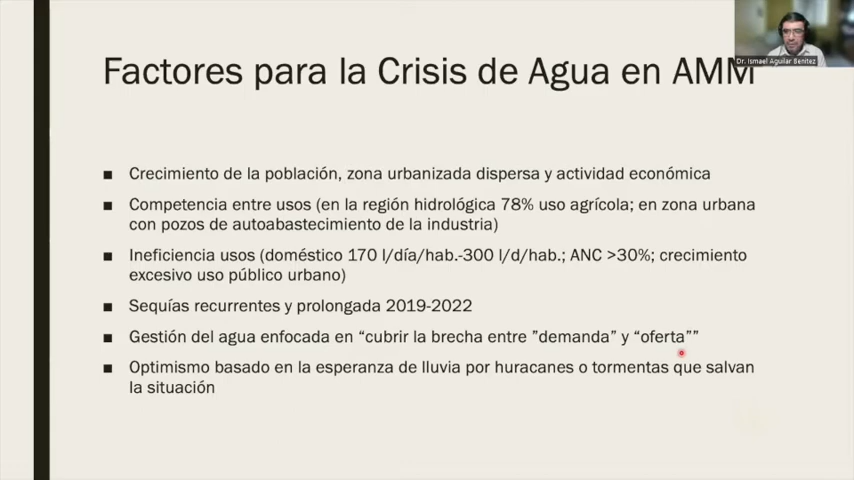 Factores para la Crisis de Agua en AMM
Dr. Ismael Aguilar Benitez
■ Crecimiento de la población, zona urbanizada dispersa y actividad económica
■ Competencia entre usos (en la región hidrológica 78% uso agrícola; en zona urbana
con pozos de autoabastecimiento de la industria)
■ Ineficiencia usos (doméstico 170 l/día/hab.-300 l/d/hab.; ANC >30%; crecimiento
excesivo uso público urbano)
■ Sequías recurrentes y prolongada 2019-2022
■ Gestión del agua enfocada en “cubrir la brecha entre ”demanda” y “oferta””
■ Optimismo basado en la esperanza de lluvia por huracanes o tormentas que salvan
la situación